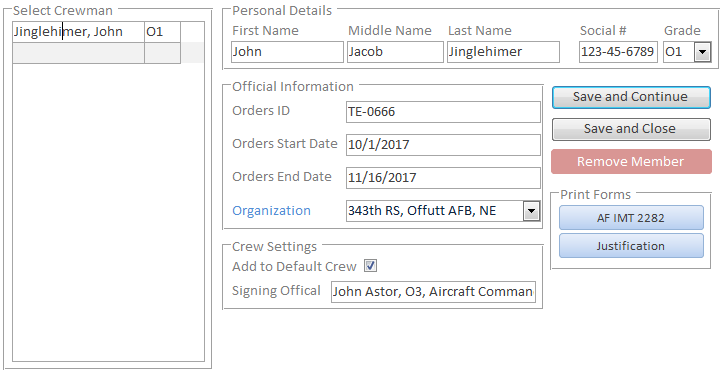 Select Crewman
Jinglehimer, John O1
Personal Details
First Name Middle Name Last Name Social # Grade
John Jacob Jinglehimer 123-45-6789 O1
Official Information
Orders ID TE-0666
Orders Start Date 10/1/2017
Orders End Date 11/16/2017
Organization 343th RS, Offutt AFB, NE
Crew Settings
Add to Default Crew
Signing Offical John Astor, O3, Aircraft Comman
Save and Continue
Save and Close
Remove Member
Print Forms
AF IMT 2282
Justification